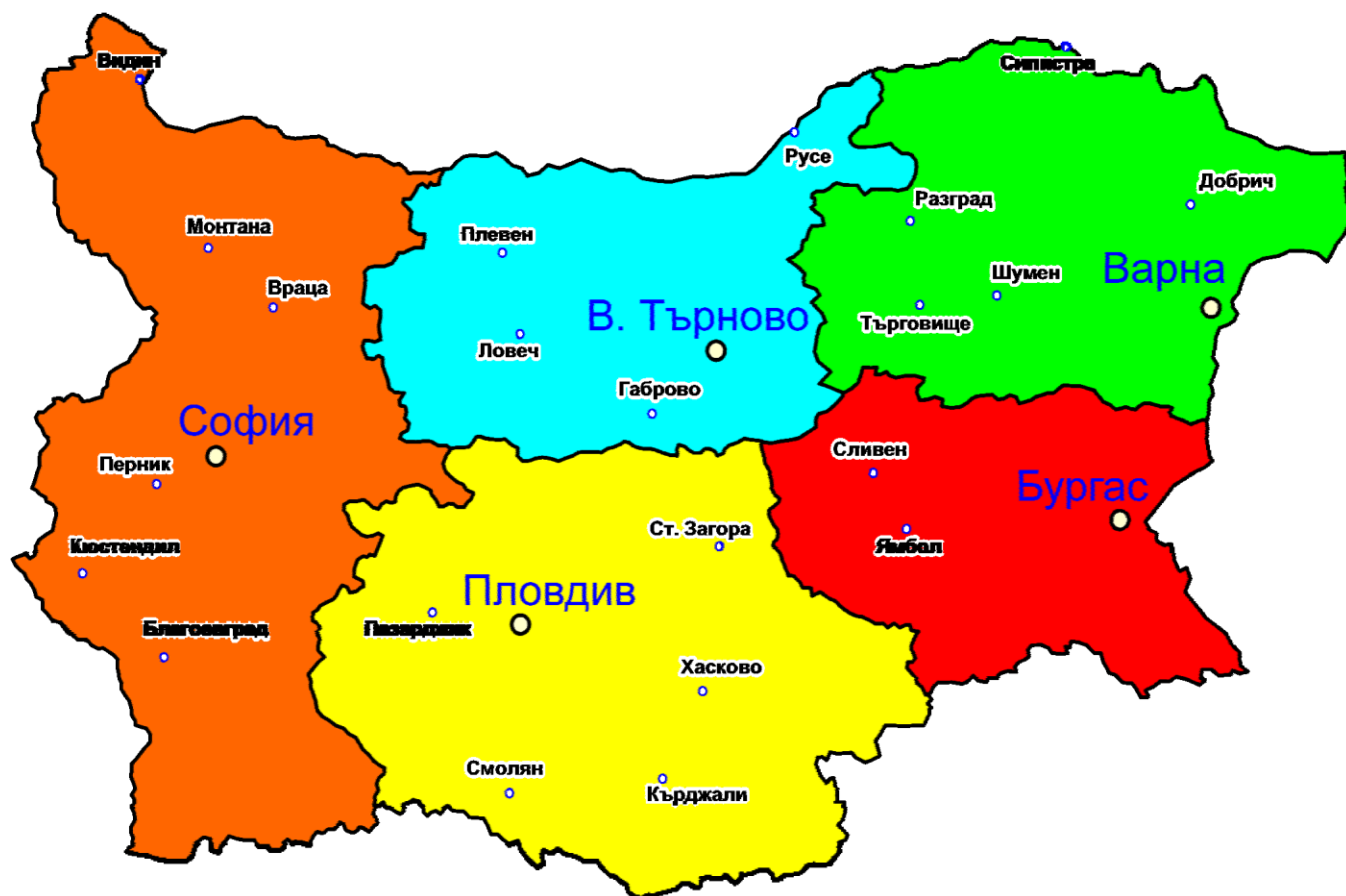 Видин
Силистра
Русе
Добрич
Разград
Монтана
Плевен
Варна
Шумен
Враца
В. Търново
Търговище
Ловеч
Габрово
София
Перник
Сливен
Бургас
Ст. Загора
Кюстендил
Ямбол
Пловдив
Пазарджик
Благоевград
Хасково
Смолян
Кърджали